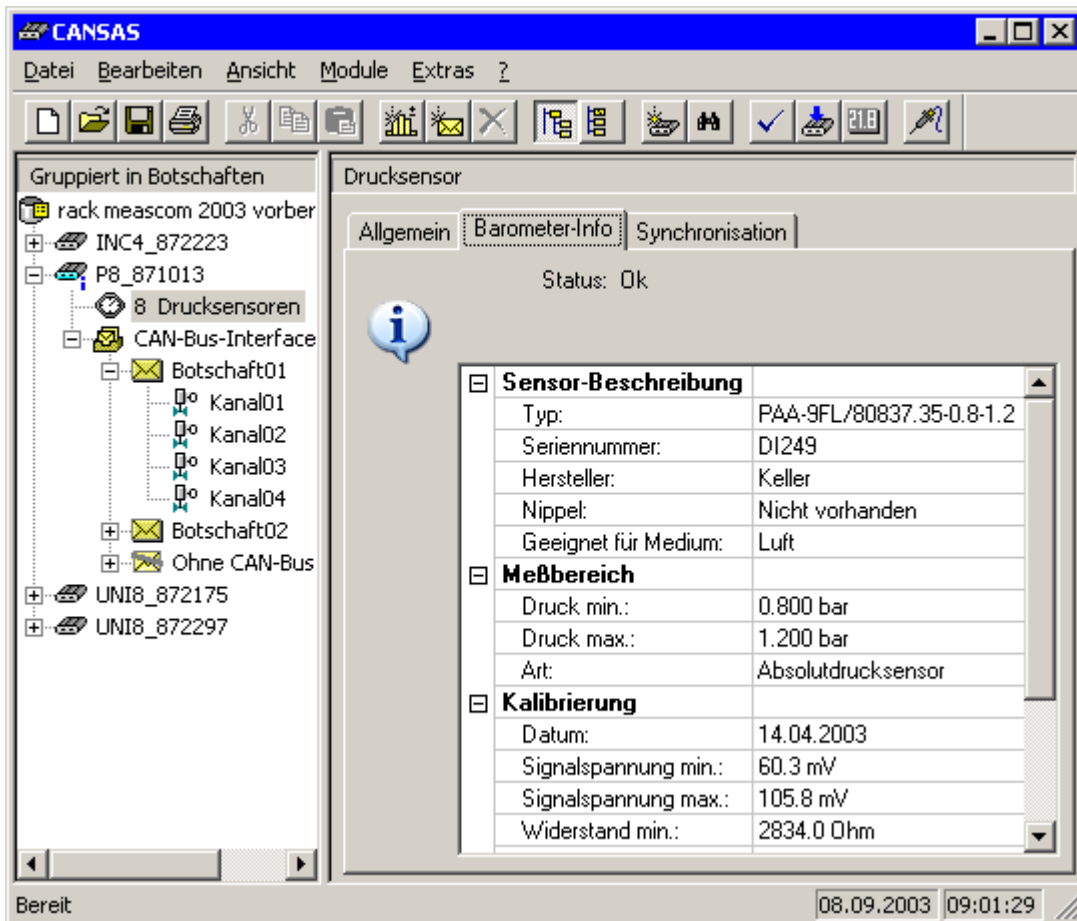 CANSAS
Datei Bearbeiten Ansicht Module Extras ?
21.8
Gruppiert in Botschaften
rack meascom 2003 vorber
INC4_872223
P8_871013
8 Drucksensoren
CAN-Bus-Interface
Botschaft01
Kanal01
Kanal02
Kanal03
Kanal04
Botschaft02
Ohne CAN-Bus
UNI8_872175
UNI8_872297
Drucksensor
Allgemein Barometer-Info Synchronisation
Status: Ok
Sensor-Beschreibung
Typ: PAA-9FL/80837.35-0.8-1.2
Seriennummer: DI249
Hersteller: Keller
Nippel: Nicht vorhanden
Geeignet für Medium: Luft
Meßbereich
Druck min.: 0.800 bar
Druck max.: 1.200 bar
Art: Absolutdrucksensor
Kalibrierung
Datum: 14.04.2003
Signalspannung min.: 60.3 mV
Signalspannung max.: 105.8 mV
Widerstand min.: 2834.0 Ohm
Bereit 08.09.2003 09:01:29